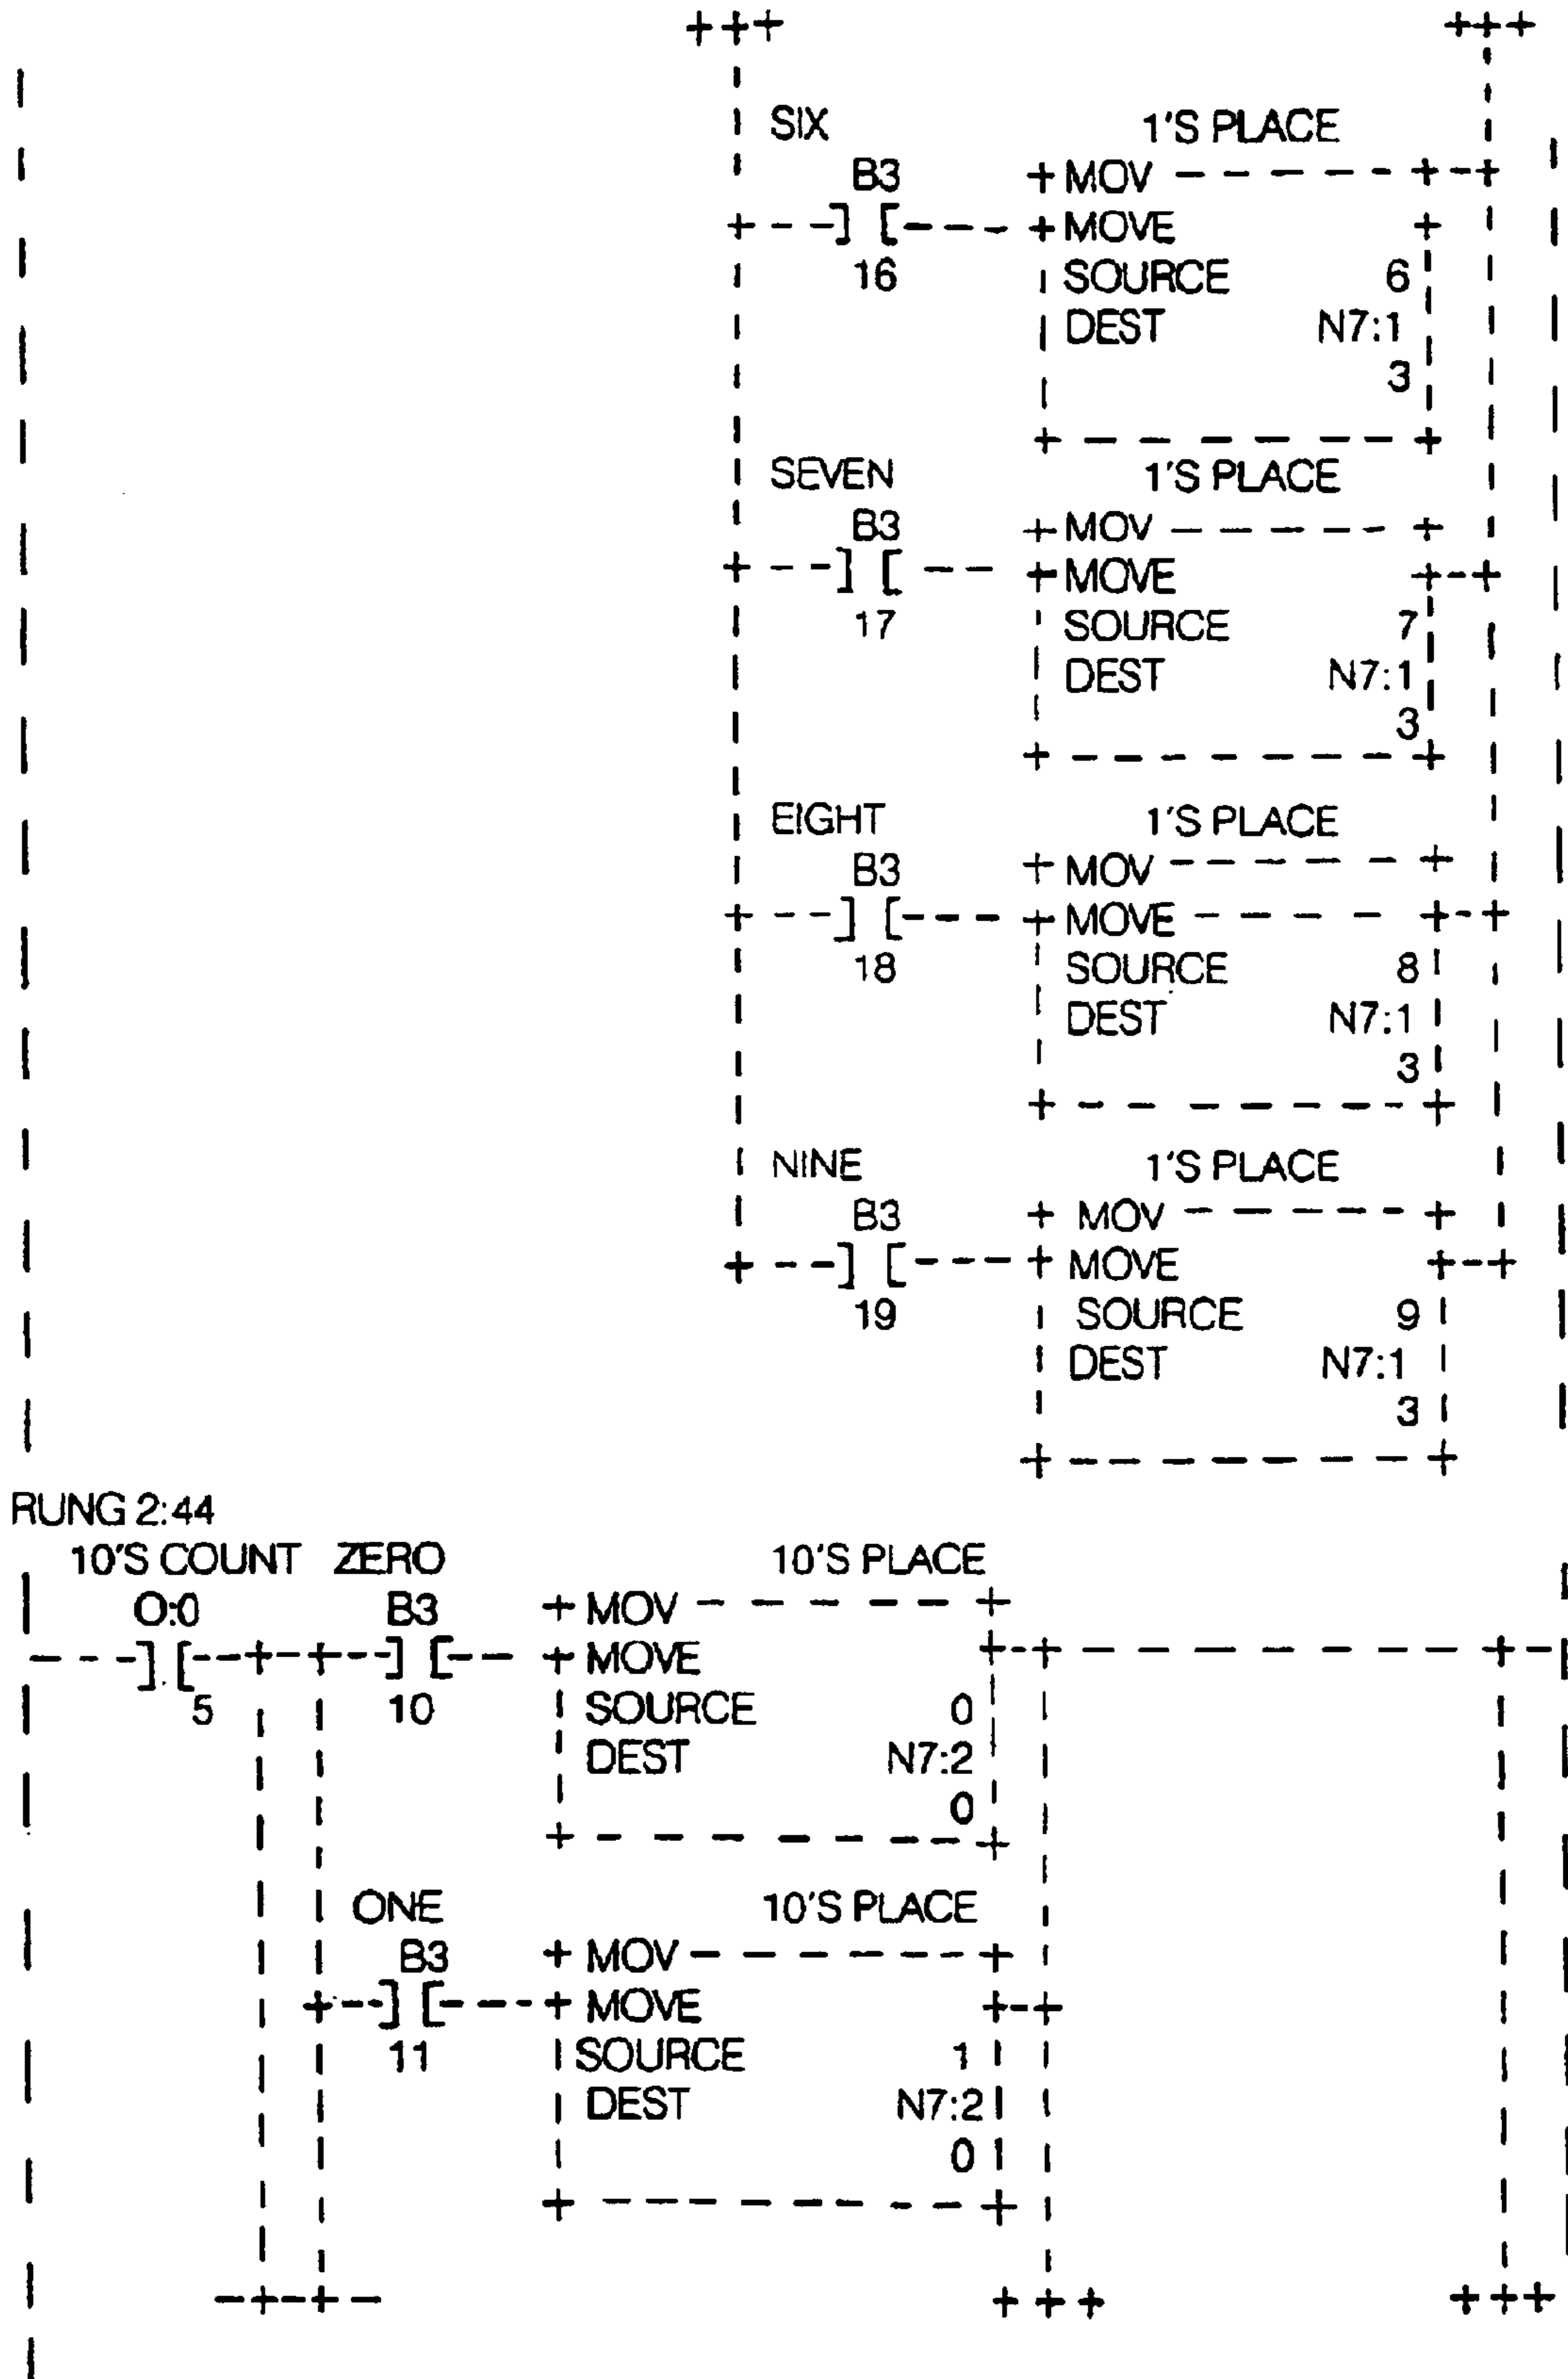 SIX 1'S PLACE
B3 MOV
] [ MOVE
16 SOURCE 6
DEST N7:1
3
SEVEN 1'S PLACE
B3 MOV
] [ MOVE
17 SOURCE 7
DEST N7:1
3
EIGHT 1'S PLACE
B3 MOV
] [ MOVE
18 SOURCE 8
DEST N7:1
3
NINE 1'S PLACE
B3 MOV
] [ MOVE
19 SOURCE 9
DEST N7:1
3
RUNG 2:44
10'S COUNT ZERO 10'S PLACE
O:0 B3 MOV
] [ ] [ MOVE
5 10 SOURCE 0
DEST N7:2
0
ONE 10'S PLACE
B3 MOV
] [ MOVE
11 SOURCE 1
DEST N7:2
0